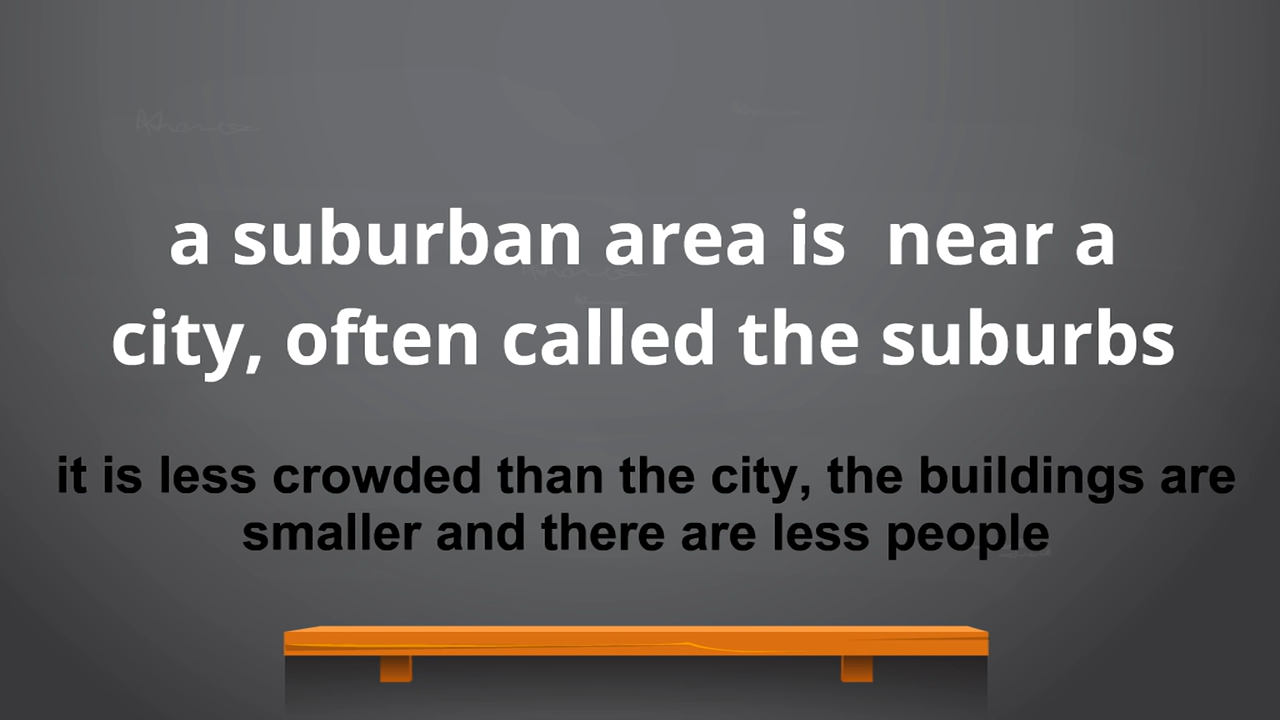 a suburban area is  near a
city, often called the suburbs
it is less crowded than the city, the buildings are
smaller and there are less people